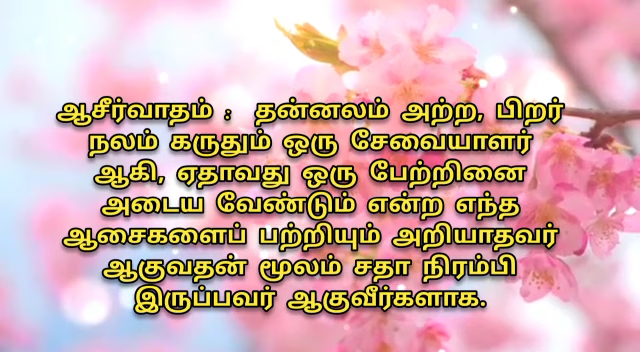 ஆசீர்வாதம் : தன்னலம் அற்ற, பிறர்
நலம் கருதும் ஒரு சேவையாளர்
ஆகி, ஏதாவது ஒரு பேற்றினை
அடைய வேண்டும் என்ற எந்த
ஆசைகளைப் பற்றியும் அறியாதவர்
ஆகுவதன் மூலம் சதா நிரம்பி
இருப்பவர் ஆகுவீர்களாக.